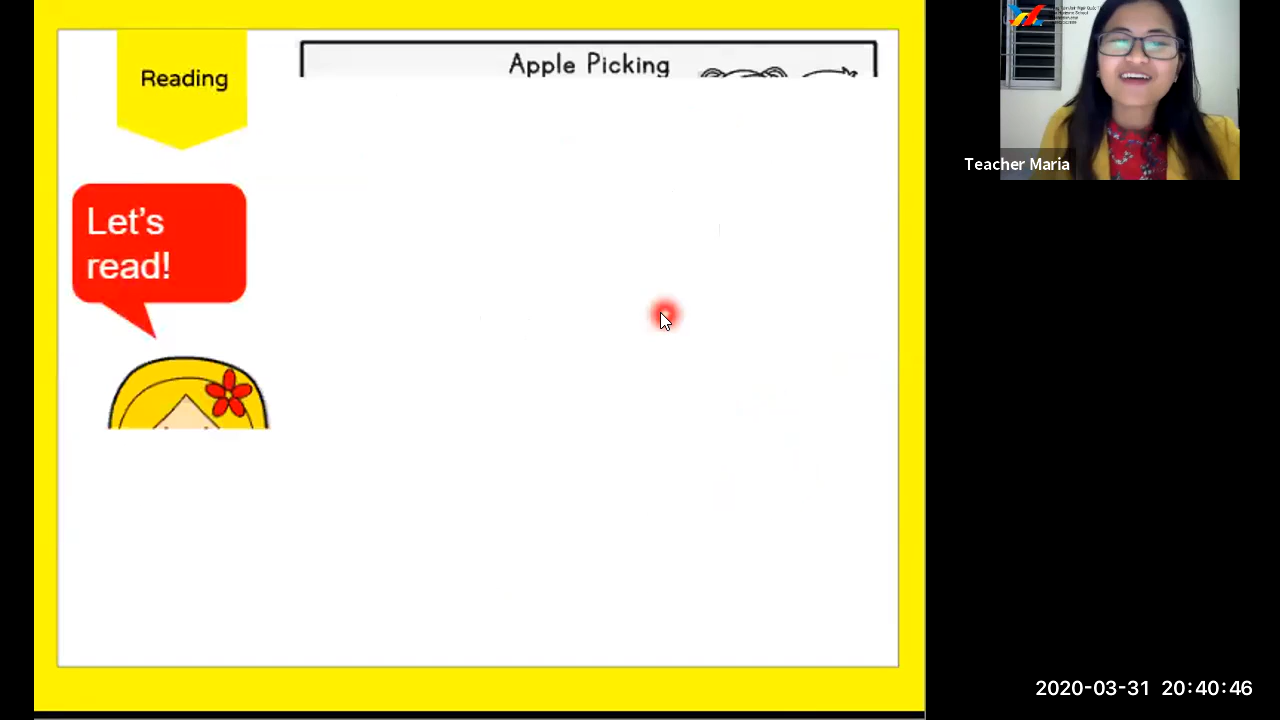 Reading
Apple Picking
Let's
read!
Teacher Maria
2020-03-31 20:40:46